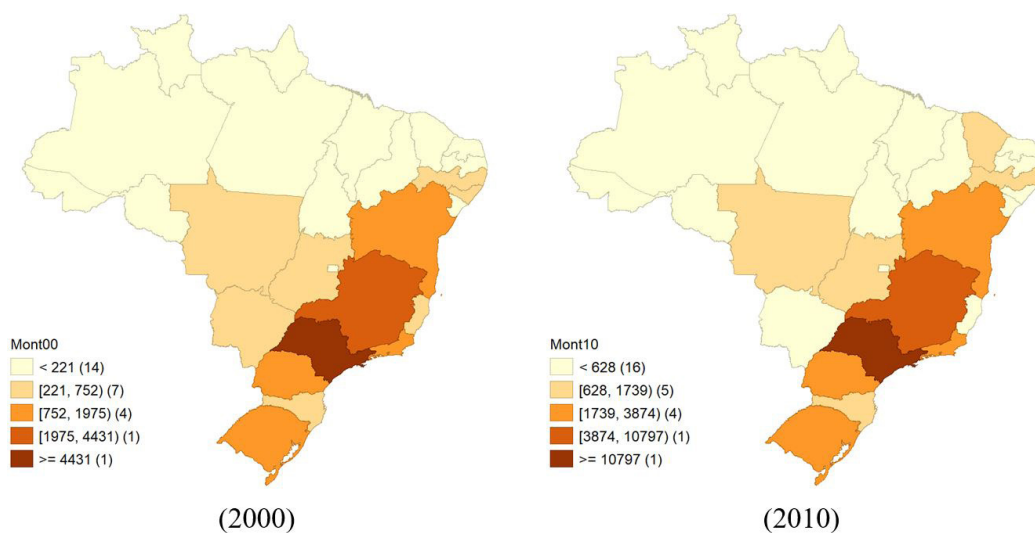 Mont00
< 221 (14)
[221, 752) (7)
[752, 1975) (4)
[1975, 4431) (1)
>= 4431 (1)
(2000)
Mont10
< 628 (16)
[628, 1739) (5)
[1739, 3874) (4)
[3874, 10797) (1)
>= 10797 (1)
(2010)